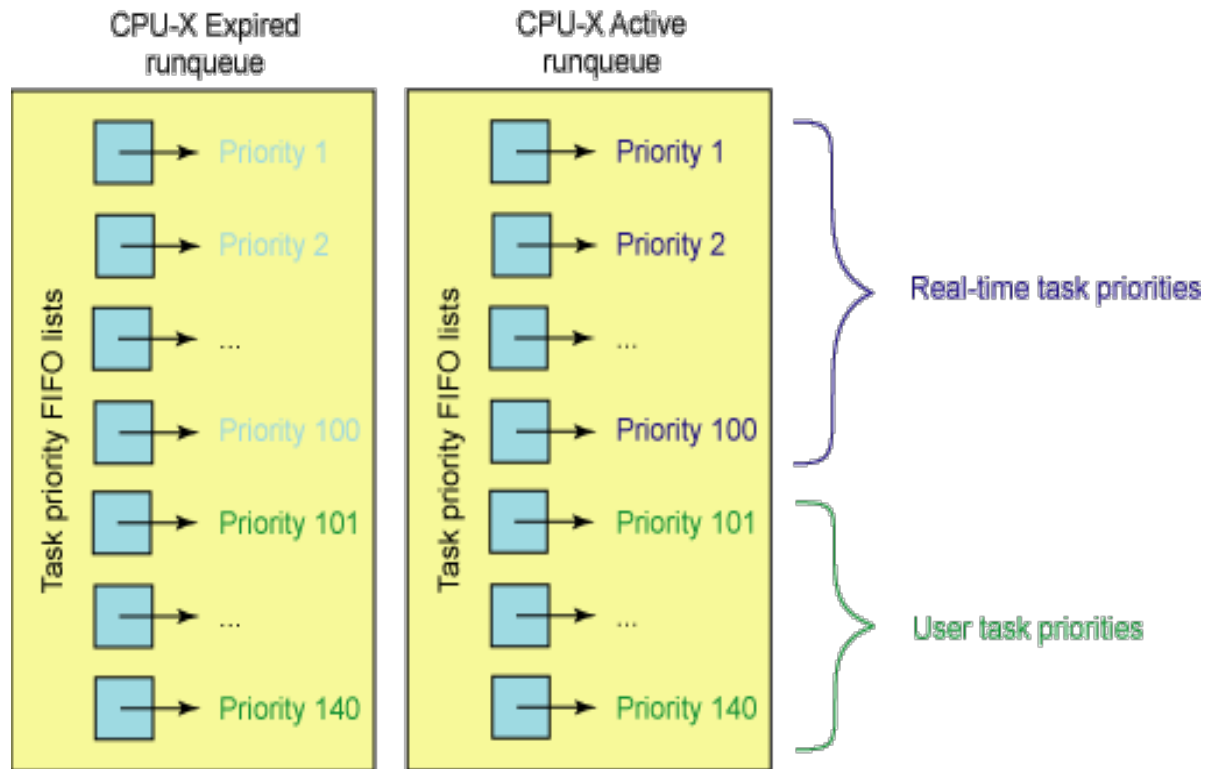 CPU-X Expired
runqueue
Task priority FIFO lists
Priority 1
Priority 2
...
Priority 100
Priority 101
...
Priority 140
CPU-X Active
runqueue
Task priority FIFO lists
Priority 1
Priority 2
...
Priority 100
Priority 101
...
Priority 140
Real-time task priorities
User task priorities